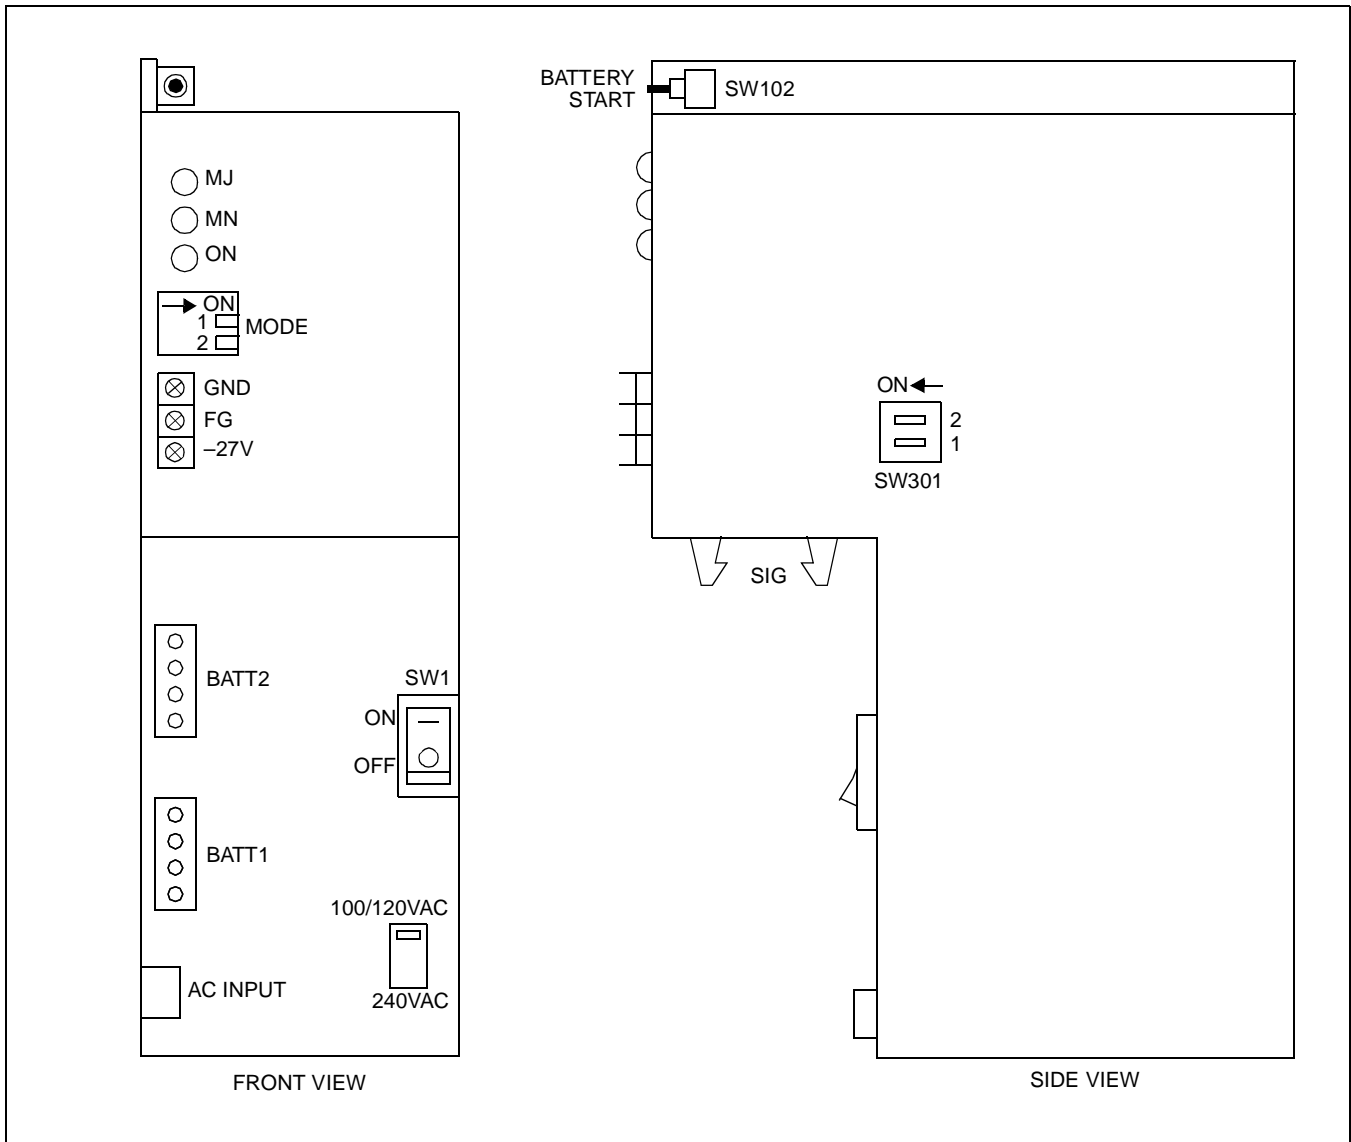 BATTERY
START
SW102
MJ
MN
ON
ON
1
2
MODE
GND
FG
–27V
ON
2
1
SW301
SIG
BATT2
SW1
ON
OFF
BATT1
100/120VAC
AC INPUT
240VAC
FRONT VIEW
SIDE VIEW